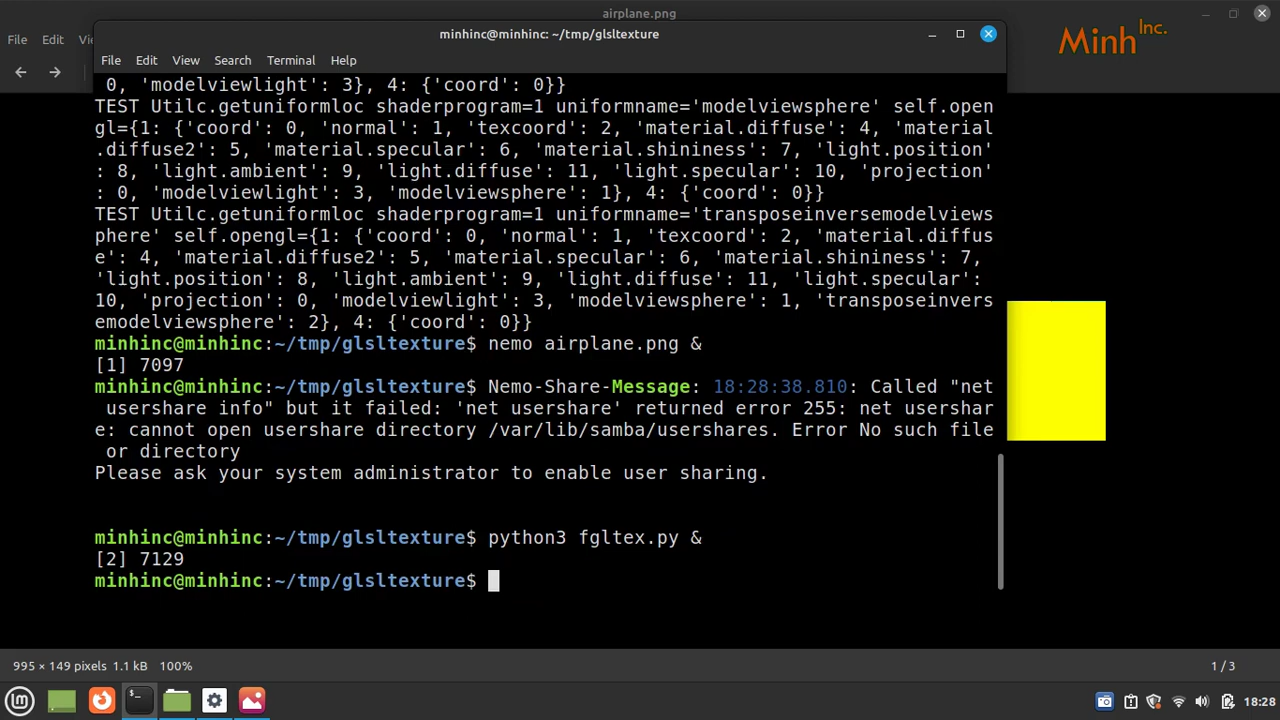 airplane.png
File Edit Vi
Minh Inc.
minhinc@minhinc: ~/tmp/glsltexture
File Edit View Search Terminal Help
0, 'modelviewlight': 3}, 4: {'coord': 0}}
TEST Utilc.getuniformloc shaderprogram=1 uniformname='modelviewsphere' self.open
gl={1: {'coord': 0, 'normal': 1, 'texcoord': 2, 'material.diffuse': 4, 'material
.diffuse2': 5, 'material.specular': 6, 'material.shininess': 7, 'light.position'
: 8, 'light.ambient': 9, 'light.diffuse': 11, 'light.specular': 10, 'projection'
: 0, 'modelviewlight': 3, 'modelviewsphere': 1}, 4: {'coord': 0}}
TEST Utilc.getuniformloc shaderprogram=1 uniformname='transposeinversemodelviews
phere' self.opengl={1: {'coord': 0, 'normal': 1, 'texcoord': 2, 'material.diffus
e': 4, 'material.diffuse2': 5, 'material.specular': 6, 'material.shininess': 7,
'light.position': 8, 'light.ambient': 9, 'light.diffuse': 11, 'light.specular':
10, 'projection': 0, 'modelviewlight': 3, 'modelviewsphere': 1, 'transposeinvers
emodelviewsphere': 2}, 4: {'coord': 0}}
minhinc@minhinc:~/tmp/glsltexture$ nemo airplane.png &
[1] 7097
minhinc@minhinc:~/tmp/glsltexture$ Nemo-Share-Message: 18:28:38.810: Called "net
usershare info" but it failed: 'net usershare' returned error 255: net usershar
e: cannot open usershare directory /var/lib/samba/usershares. Error No such file
or directory
Please ask your system administrator to enable user sharing.
minhinc@minhinc:~/tmp/glsltexture$ python3 fgltex.py &
[2] 7129
minhinc@minhinc:~/tmp/glsltexture$
995 × 149 pixels 1.1 kB 100%
1 / 3
18:28